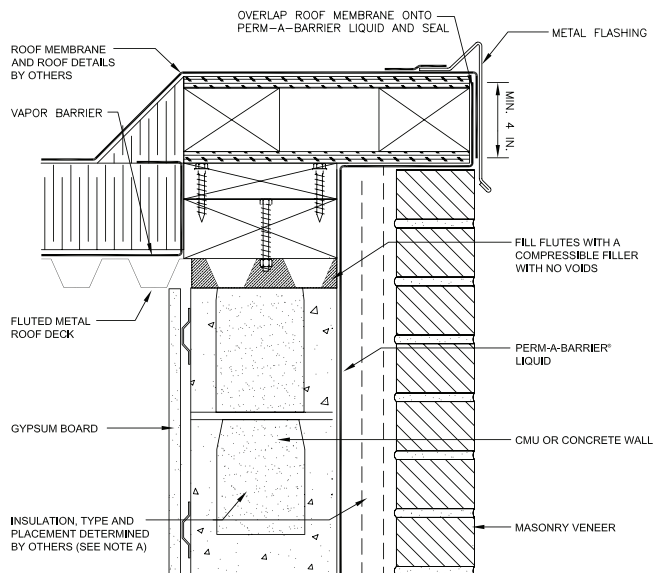 OVERLAP ROOF MEMBRANE ONTO
PERM-A-BARRIER LIQUID AND SEAL
METAL FLASHING
ROOF MEMBRANE
AND ROOF DETAILS
BY OTHERS
VAPOR BARRIER
MIN. 4 IN.
FILL FLUTES WITH A
COMPRESSIBLE FILLER
WITH NO VOIDS
FLUTED METAL
ROOF DECK
PERM-A-BARRIER®
LIQUID
GYPSUM BOARD
CMU OR CONCRETE WALL
INSULATION, TYPE AND
PLACEMENT DETERMINED
BY OTHERS (SEE NOTE A)
MASONRY VENEER